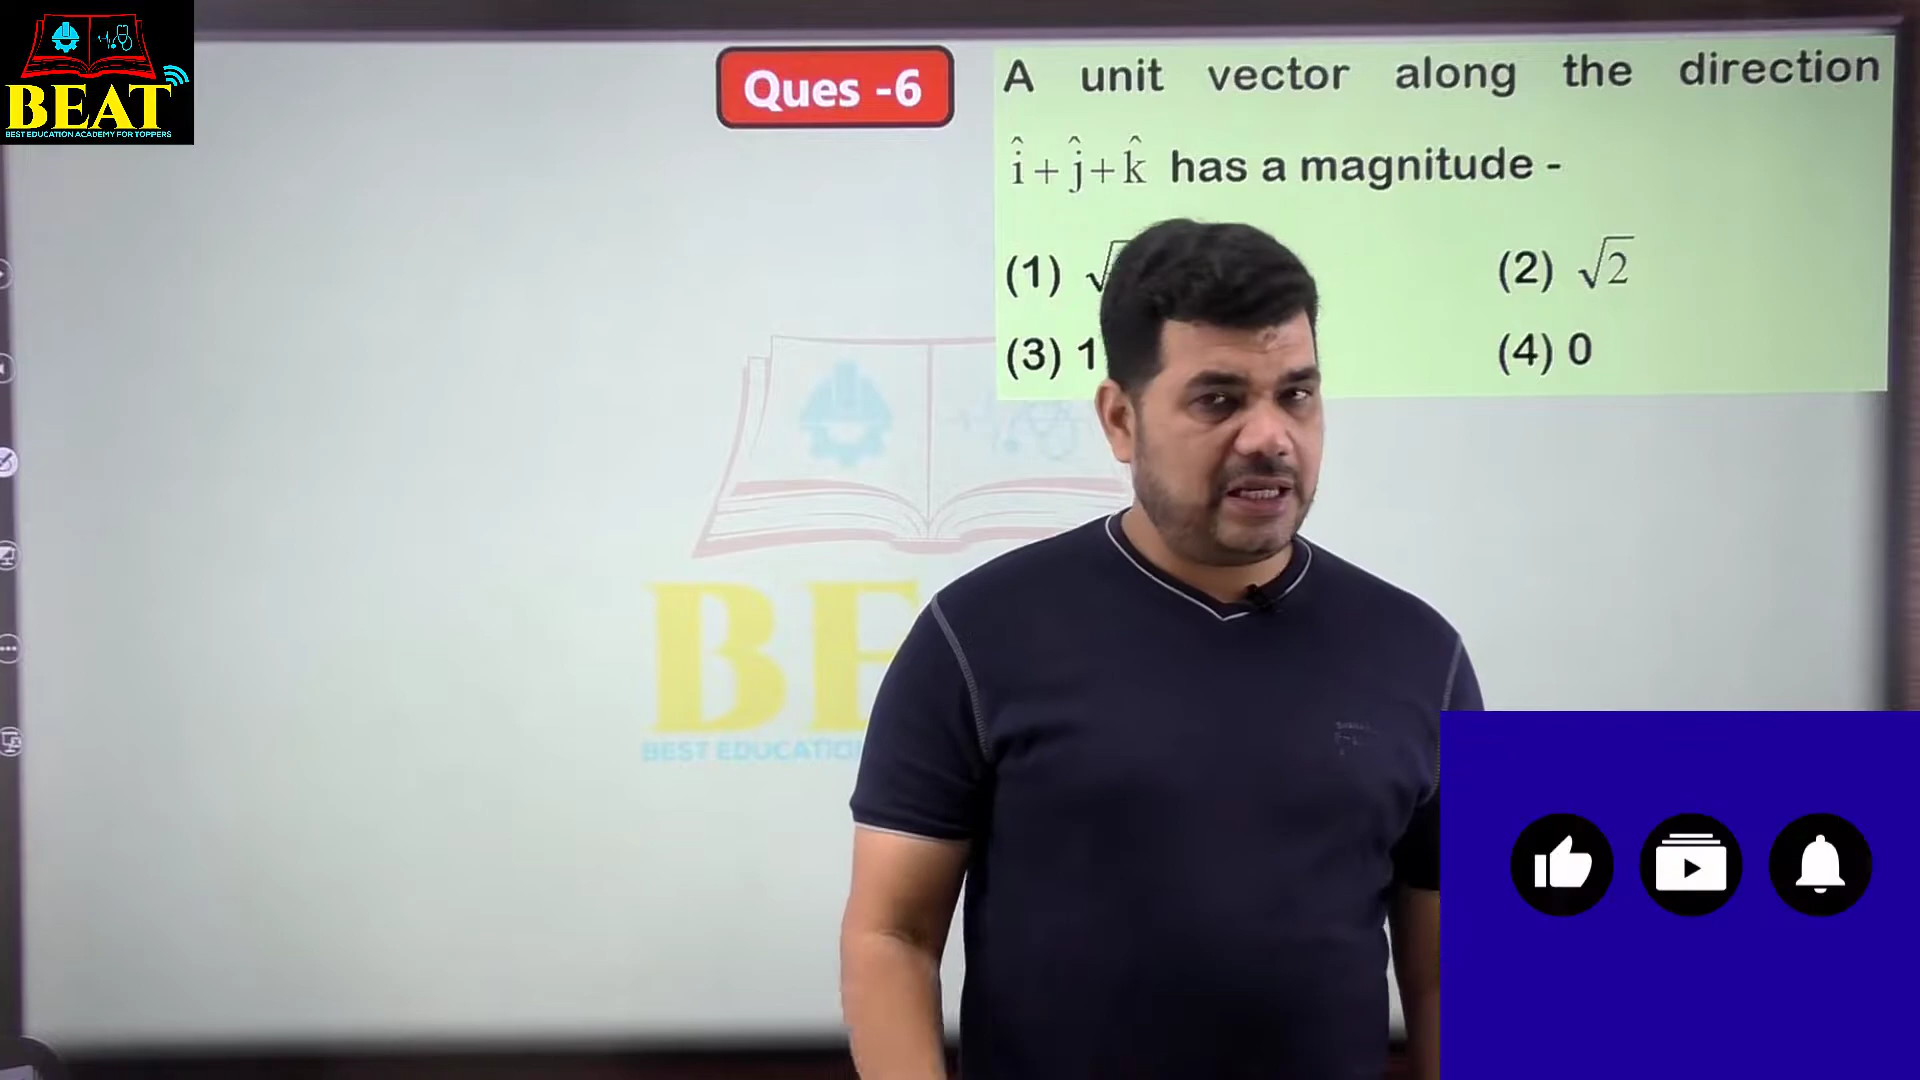 BEAT
BEST EDUCATION ACADEMY FOR TOPPERS
Ques -6
A unit vector along the direction
î + ĵ + k̂ has a magnitude -
(1) √
(2) √2
(3) 1
(4) 0
BE
BEST EDUCATION